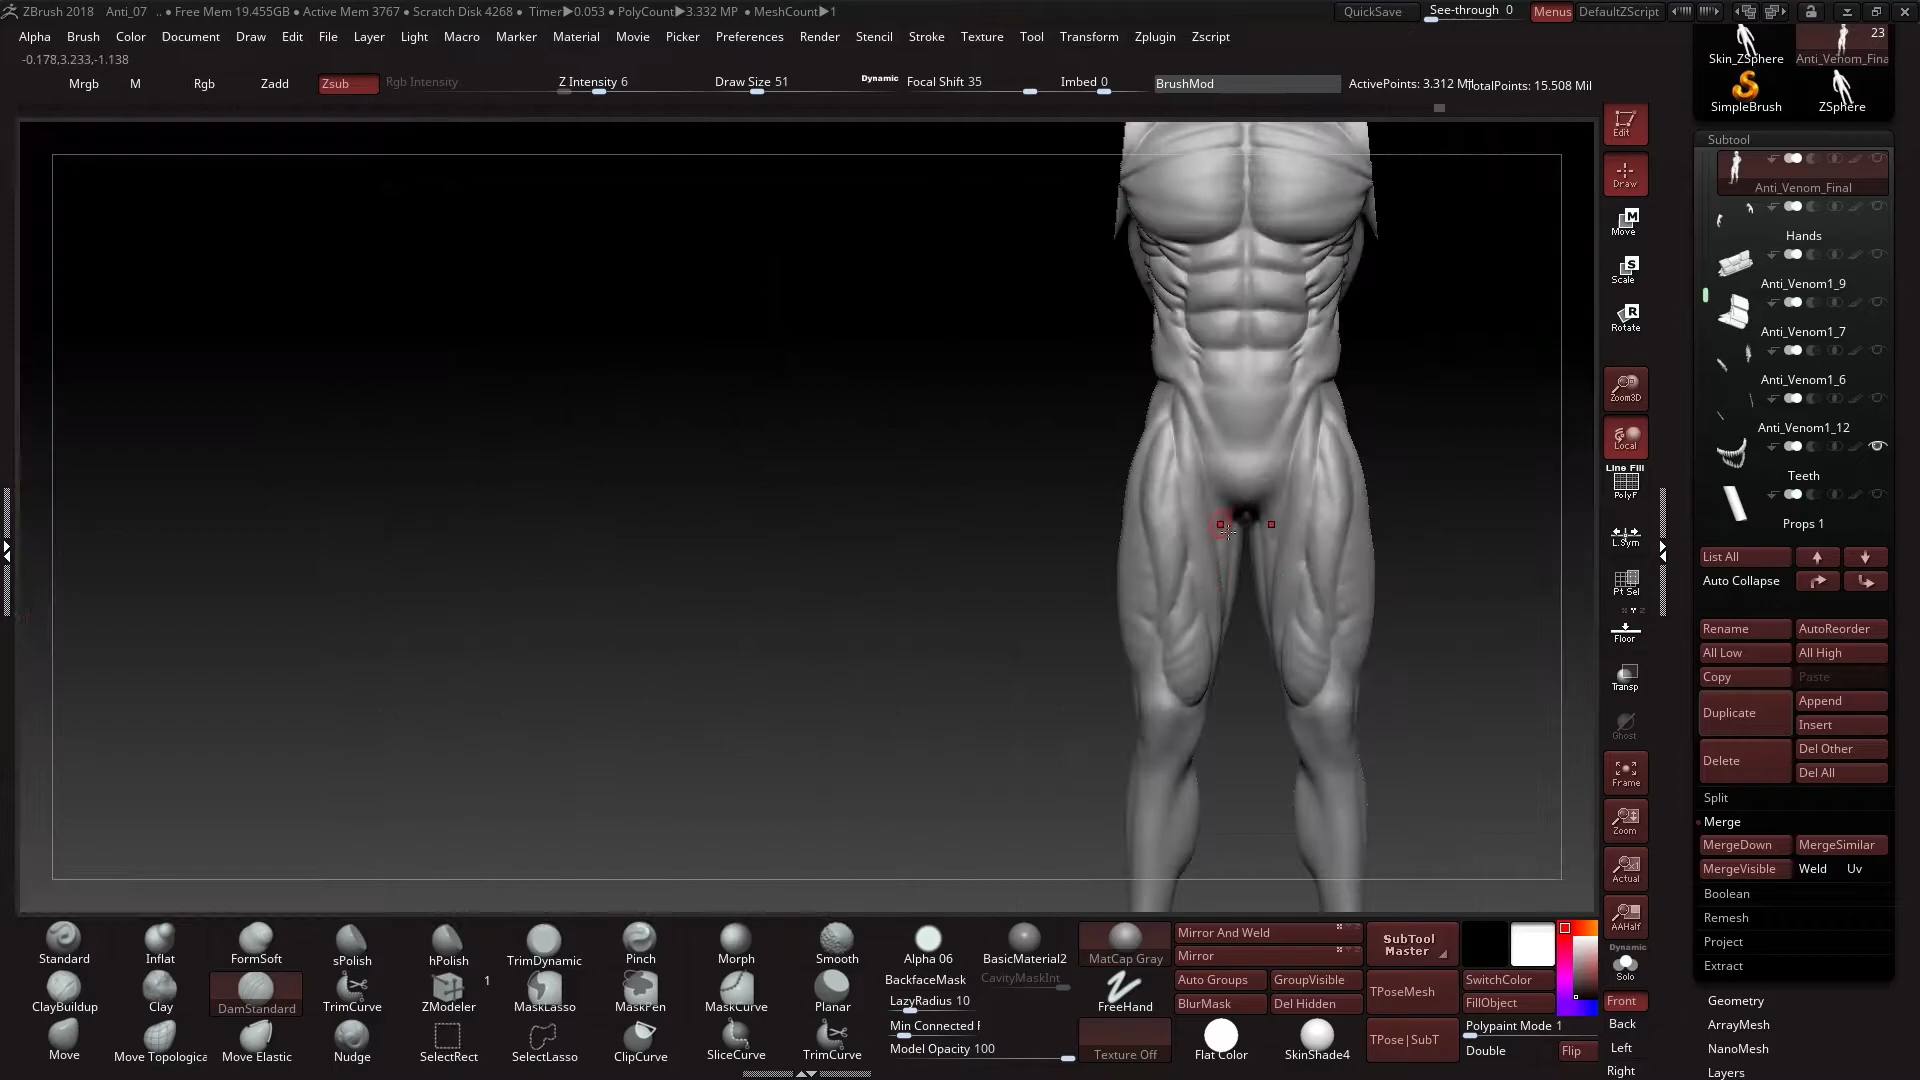 ZBrush 2018 Anti_07 .. ● Free Mem 19.455GB ● Active Mem 3767 ● Scratch Disk 4268 ● Timer▶0.053 ● PolyCount▶3.332 MP ● MeshCount▶1
QuickSave
See-through 0
Menus
DefaultZScript
Alpha Brush Color Document Draw Edit File Layer Light Macro Marker Material Movie Picker Preferences Render Stencil Stroke Texture Tool Transform Zplugin Zscript
-0.178,3.233,-1.138
Mrgb M Rgb Zadd Zsub Rgb Intensity
Z Intensity 6
Draw Size 51
Dynamic
Focal Shift 35
Imbed 0
BrushMod
ActivePoints: 3.312 Mil
TotalPoints: 15.508 Mil
23
Skin_ZSphere
Anti_Venom_Fina
SimpleBrush
ZSphere
Subtool
Anti_Venom_Final
Hands
Anti_Venom1_9
Anti_Venom1_7
Anti_Venom1_6
Anti_Venom1_12
Teeth
Props 1
List All
Auto Collapse
Rename AutoReorder
All Low All High
Copy Paste
Duplicate Append
Insert
Delete Del Other
Del All
Split
Merge
MergeDown MergeSimilar
MergeVisible Weld Uv
Boolean
Remesh
Project
Extract
Geometry
ArrayMesh
NanoMesh
Layers
Edit
Draw
Move
Scale
Rotate
Zoom3D
Local
Line Fill
PolyF
L.Sym
Pt Sel
Floor
Transp
Ghost
Frame
Zoom
Actual
AAHalf
Dynamic
Solo
Front
Back
Left
Right
Standard Inflat FormSoft sPolish hPolish TrimDynamic Pinch Morph Smooth Alpha 06 BasicMaterial2 MatCap Gray
ClayBuildup Clay DamStandard TrimCurve ZModeler 1 MaskLasso MaskPen MaskCurve Planar
Move Move Topologica Move Elastic Nudge SelectRect SelectLasso ClipCurve SliceCurve TrimCurve
BackfaceMask CavityMaskInt
LazyRadius 10
Min Connected F
Model Opacity 100
FreeHand
Texture Off
Mirror And Weld
Mirror
Auto Groups GroupVisible
BlurMask Del Hidden
Flat Color SkinShade4
SubTool
Master
TPoseMesh
TPose|SubT
SwitchColor
FillObject
Polypaint Mode 1
Double Flip